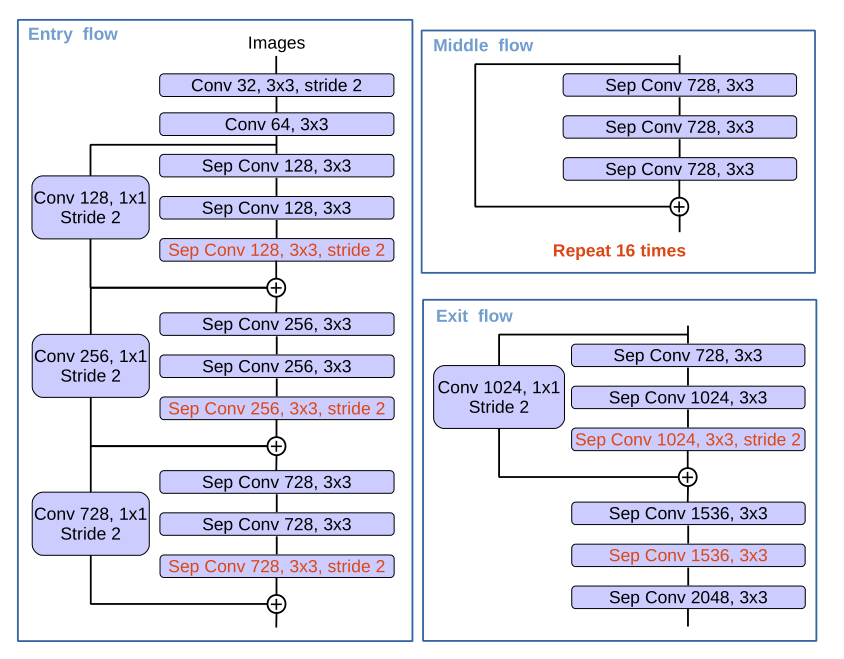 Entry flow
Images
Conv 32, 3x3, stride 2
Conv 64, 3x3
Sep Conv 128, 3x3
Conv 128, 1x1
Stride 2
Sep Conv 128, 3x3
Sep Conv 128, 3x3, stride 2
Sep Conv 256, 3x3
Conv 256, 1x1
Stride 2
Sep Conv 256, 3x3
Sep Conv 256, 3x3, stride 2
Sep Conv 728, 3x3
Conv 728, 1x1
Stride 2
Sep Conv 728, 3x3
Sep Conv 728, 3x3, stride 2
Middle flow
Sep Conv 728, 3x3
Sep Conv 728, 3x3
Sep Conv 728, 3x3
Repeat 16 times
Exit flow
Sep Conv 728, 3x3
Conv 1024, 1x1
Stride 2
Sep Conv 1024, 3x3
Sep Conv 1024, 3x3, stride 2
Sep Conv 1536, 3x3
Sep Conv 1536, 3x3
Sep Conv 2048, 3x3